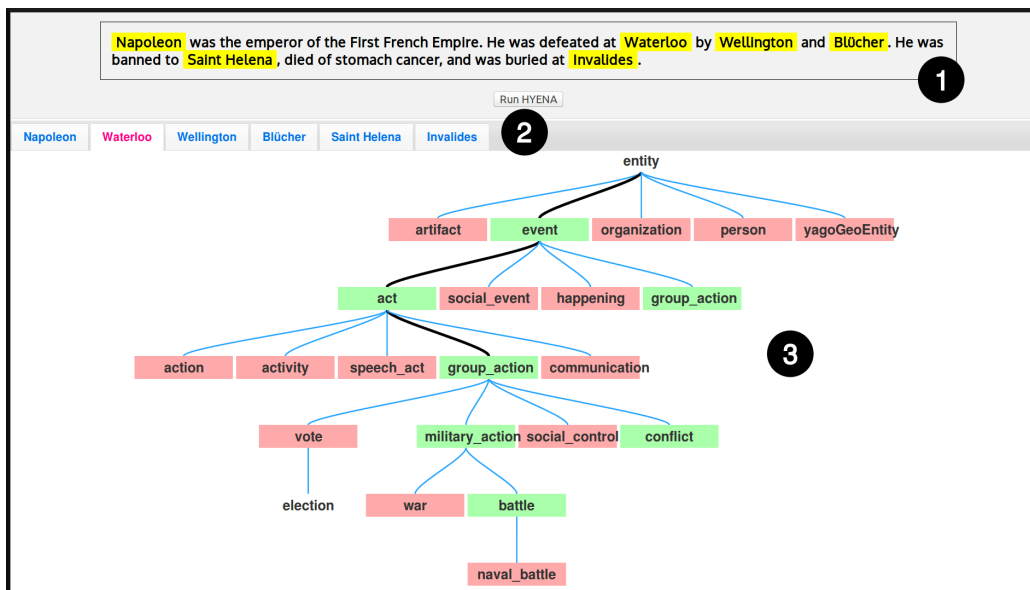 Napoleon was the emperor of the First French Empire. He was defeated at Waterloo by Wellington and Blücher. He was
banned to Saint Helena, died of stomach cancer, and was buried at Invalides.
1
Run HYENA
Napoleon Waterloo Wellington Blücher Saint Helena Invalides
2
entity
artifact event organization person yagoGeoEntity
act social_event happening group_action
3
action activity speech_act group_action communication
vote military_action social_control conflict
election war battle
naval_battle